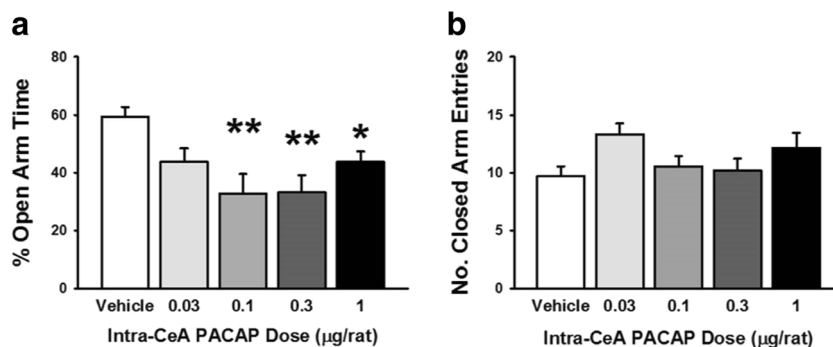 a
% Open Arm Time
80
60
40
20
0
**
**
*
Vehicle 0.03 0.1 0.3 1
Intra-CeA PACAP Dose (µg/rat)
b
No. Closed Arm Entries
20
15
10
5
0
Vehicle 0.03 0.1 0.3 1
Intra-CeA PACAP Dose (µg/rat)